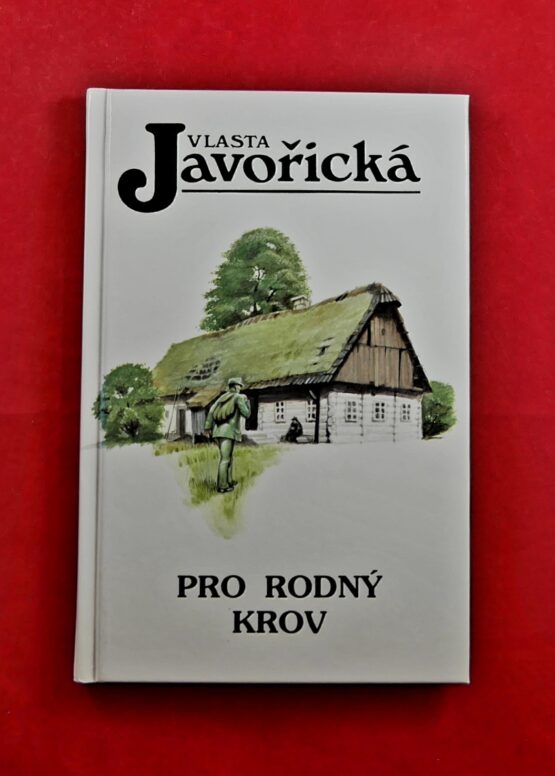 VLASTA
Javořická
PRO RODNÝ
KROV